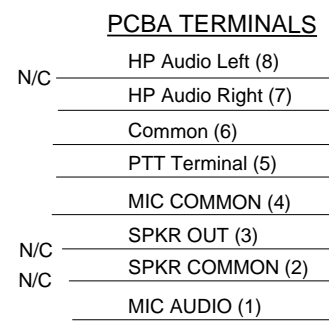 PCBA TERMINALS
HP Audio Left (8)
N/C
HP Audio Right (7)
Common (6)
PTT Terminal (5)
MIC COMMON (4)
SPKR OUT (3)
N/C
SPKR COMMON (2)
N/C
MIC AUDIO (1)